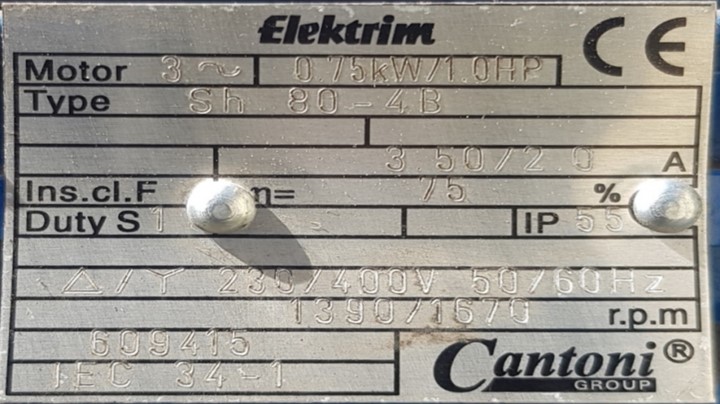 Elektrim
CE
Motor 3~ 0.75kW/1.0HP
Type Sh 80-4B
3.50/2.0 A
Ins.cl.F m= 75 %
Duty S1 IP 55
△/Y 230/400V 50/60Hz
1390/1670 r.p.m
609415
IEC 34-1
Cantoni®
GROUP